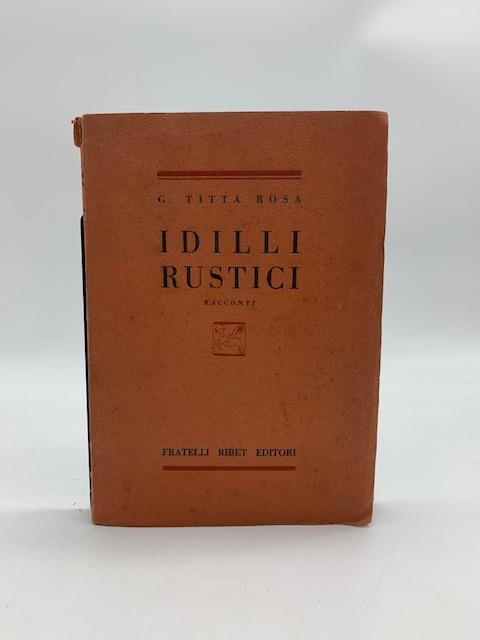 G. TITTA ROSA
IDILLI
RUSTICI
RACCONTI
FRATELLI RIBET EDITORI